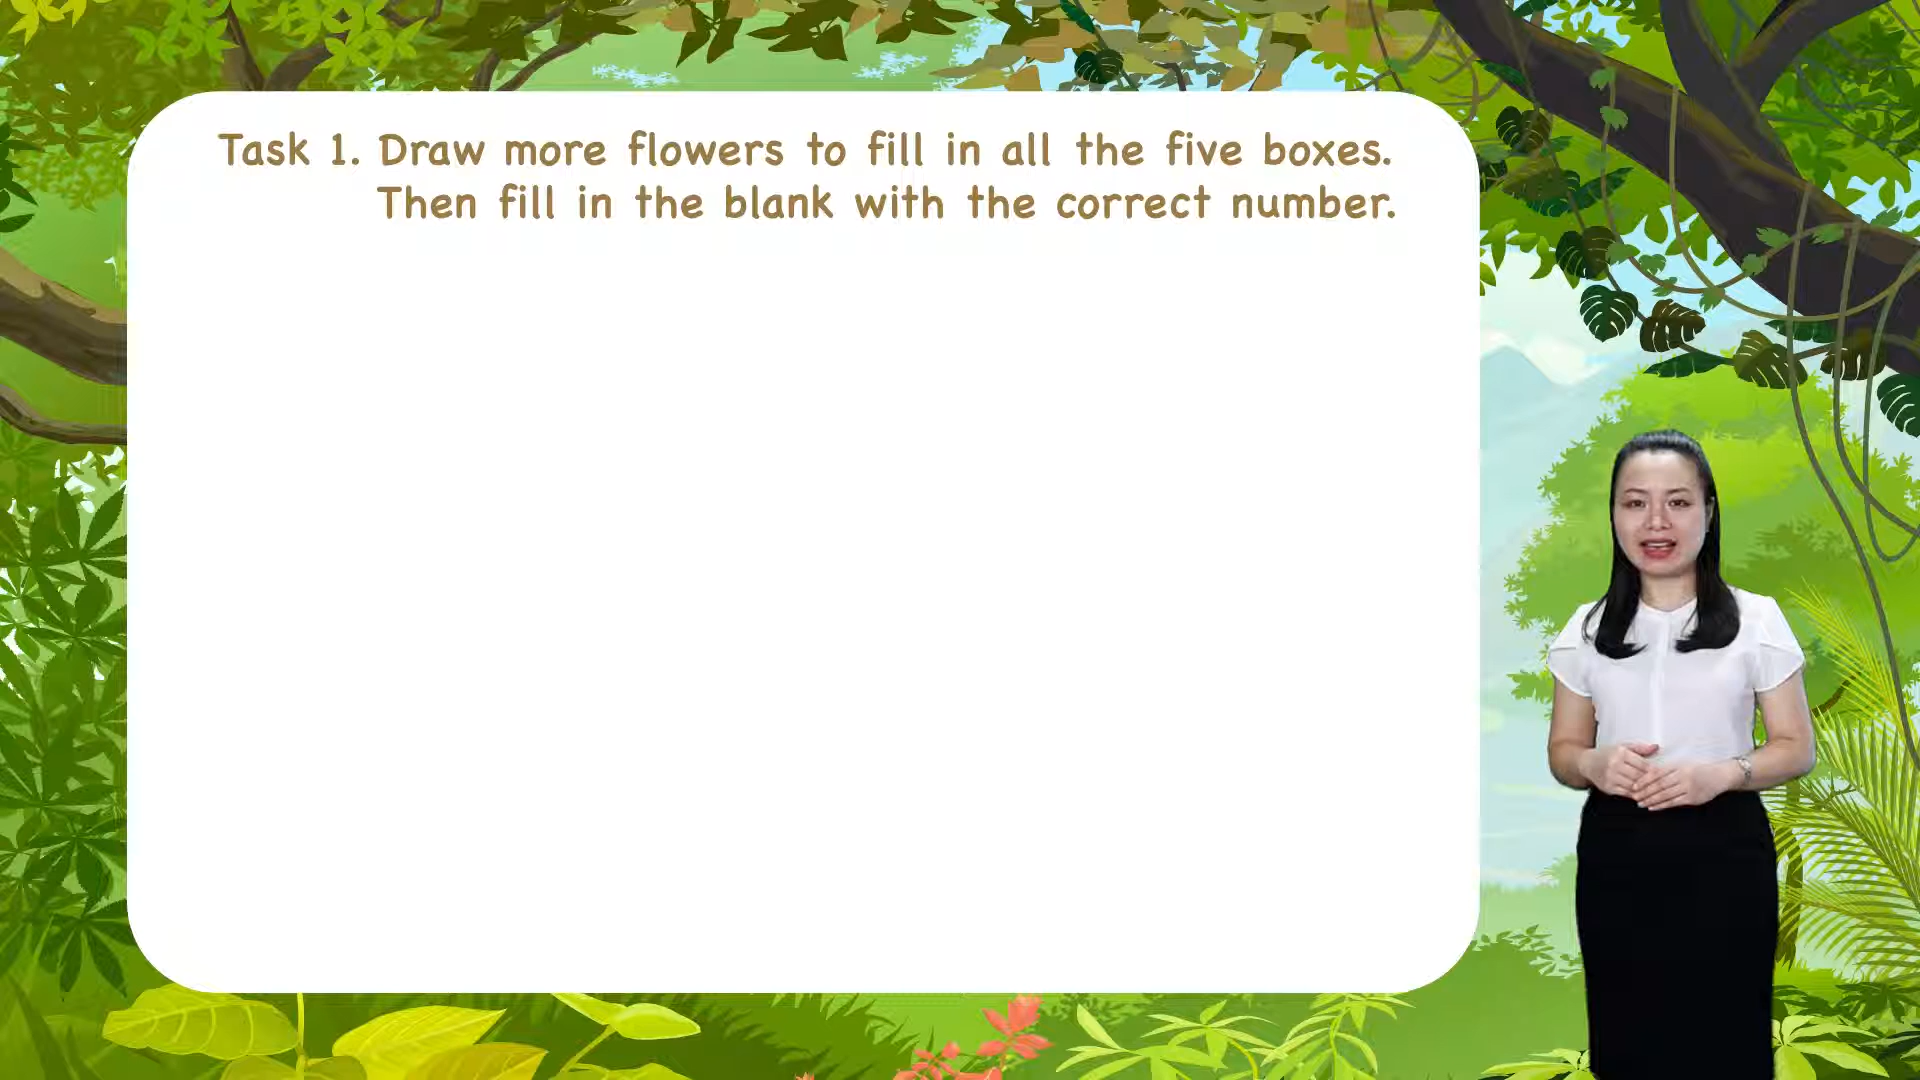 Task 1. Draw more flowers to fill in all the five boxes.
Then fill in the blank with the correct number.